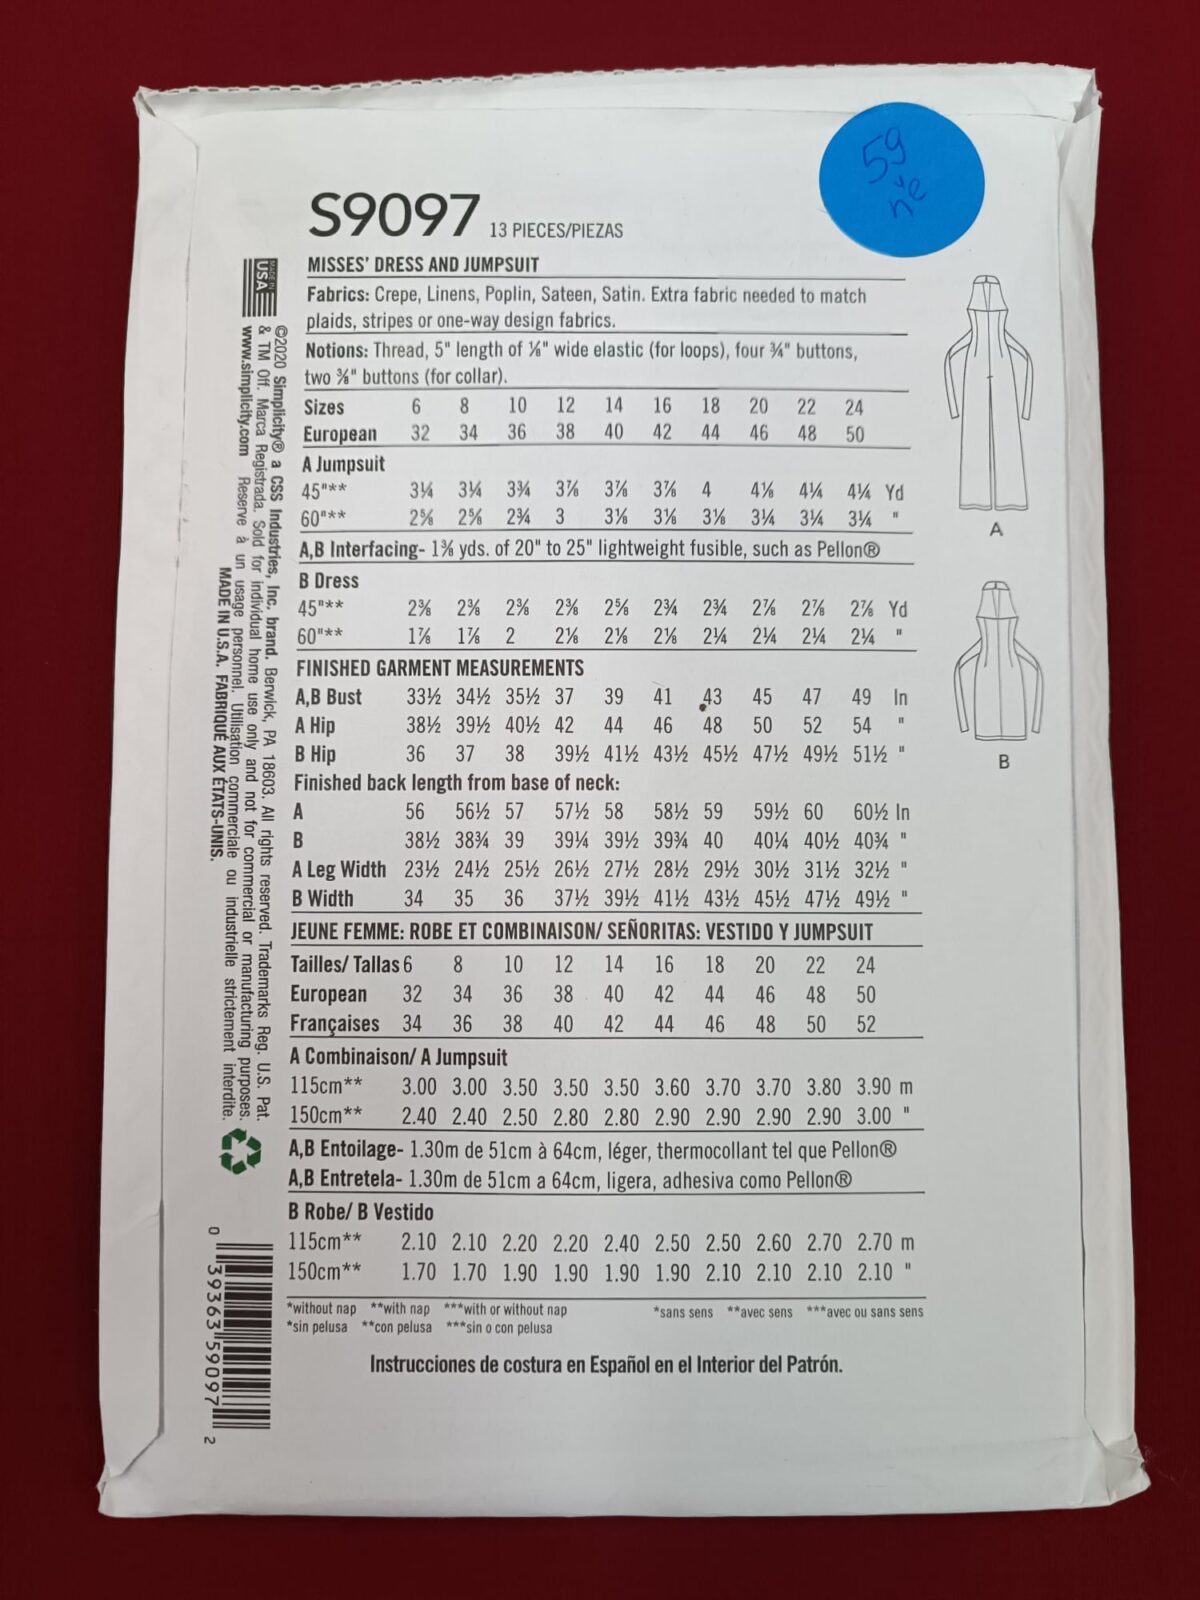 59
ne
S9097 13 PIECES/PIEZAS
MISSES' DRESS AND JUMPSUIT
Fabrics: Crepe, Linens, Poplin, Sateen, Satin. Extra fabric needed to match
plaids, stripes or one-way design fabrics.
Notions: Thread, 5" length of ⅛" wide elastic (for loops), four ¾" buttons,
two ⅜" buttons (for collar).
Sizes 6 8 10 12 14 16 18 20 22 24
European 32 34 36 38 40 42 44 46 48 50
A Jumpsuit
45"** 3¼ 3¼ 3¾ 3⅞ 3⅞ 3⅞ 4 4⅛ 4¼ 4¼ Yd
60"** 2⅝ 2⅝ 2¾ 3 3⅛ 3⅛ 3⅛ 3¼ 3¼ 3¼ "
A,B Interfacing- 1⅜ yds. of 20" to 25" lightweight fusible, such as Pellon®
B Dress
45"** 2⅜ 2⅜ 2⅜ 2⅜ 2⅝ 2¾ 2¾ 2⅞ 2⅞ 2⅞ Yd
60"** 1⅞ 1⅞ 2 2⅛ 2⅛ 2⅛ 2¼ 2¼ 2¼ 2¼ "
FINISHED GARMENT MEASUREMENTS
A,B Bust 33½ 34½ 35½ 37 39 41 43 45 47 49 In
A Hip 38½ 39½ 40½ 42 44 46 48 50 52 54 "
B Hip 36 37 38 39½ 41½ 43½ 45½ 47½ 49½ 51½ "
Finished back length from base of neck:
A 56 56½ 57 57½ 58 58½ 59 59½ 60 60½ In
B 38½ 38¾ 39 39¼ 39½ 39¾ 40 40¼ 40½ 40¾ "
A Leg Width 23½ 24½ 25½ 26½ 27½ 28½ 29½ 30½ 31½ 32½ "
B Width 34 35 36 37½ 39½ 41½ 43½ 45½ 47½ 49½ "
JEUNE FEMME: ROBE ET COMBINAISON/ SEÑORITAS: VESTIDO Y JUMPSUIT
Tailles/ Tallas 6 8 10 12 14 16 18 20 22 24
European 32 34 36 38 40 42 44 46 48 50
Françaises 34 36 38 40 42 44 46 48 50 52
A Combinaison/ A Jumpsuit
115cm** 3.00 3.00 3.50 3.50 3.50 3.60 3.70 3.70 3.80 3.90 m
150cm** 2.40 2.40 2.50 2.80 2.80 2.90 2.90 2.90 2.90 3.00 "
A,B Entoilage- 1.30m de 51cm à 64cm, léger, thermocollant tel que Pellon®
A,B Entretela- 1.30m de 51cm a 64cm, ligera, adhesiva como Pellon®
B Robe/ B Vestido
115cm** 2.10 2.10 2.20 2.20 2.40 2.50 2.50 2.60 2.70 2.70 m
150cm** 1.70 1.70 1.90 1.90 1.90 1.90 2.10 2.10 2.10 2.10 "
*without nap **with nap ***with or without nap *sans sens **avec sens ***avec ou sans sens
*sin pelusa **con pelusa ***sin o con pelusa
Instrucciones de costura en Español en el Interior del Patrón.
A
B
MADE IN
USA
©2020 Simplicity® a CSS Industries, Inc. brand. Berwick, PA 18603. All rights reserved. Trademarks Reg. U.S. Pat.
& TM Off. Marca Registrada. Sold for individual home use only and not for commercial or manufacturing purposes.
www.simplicity.com Reserve à un usage personnel. Utilisation commerciale ou industrielle strictement interdite.
MADE IN U.S.A. FABRIQUÉ AUX ÉTATS-UNIS.
0 39363 59097 2